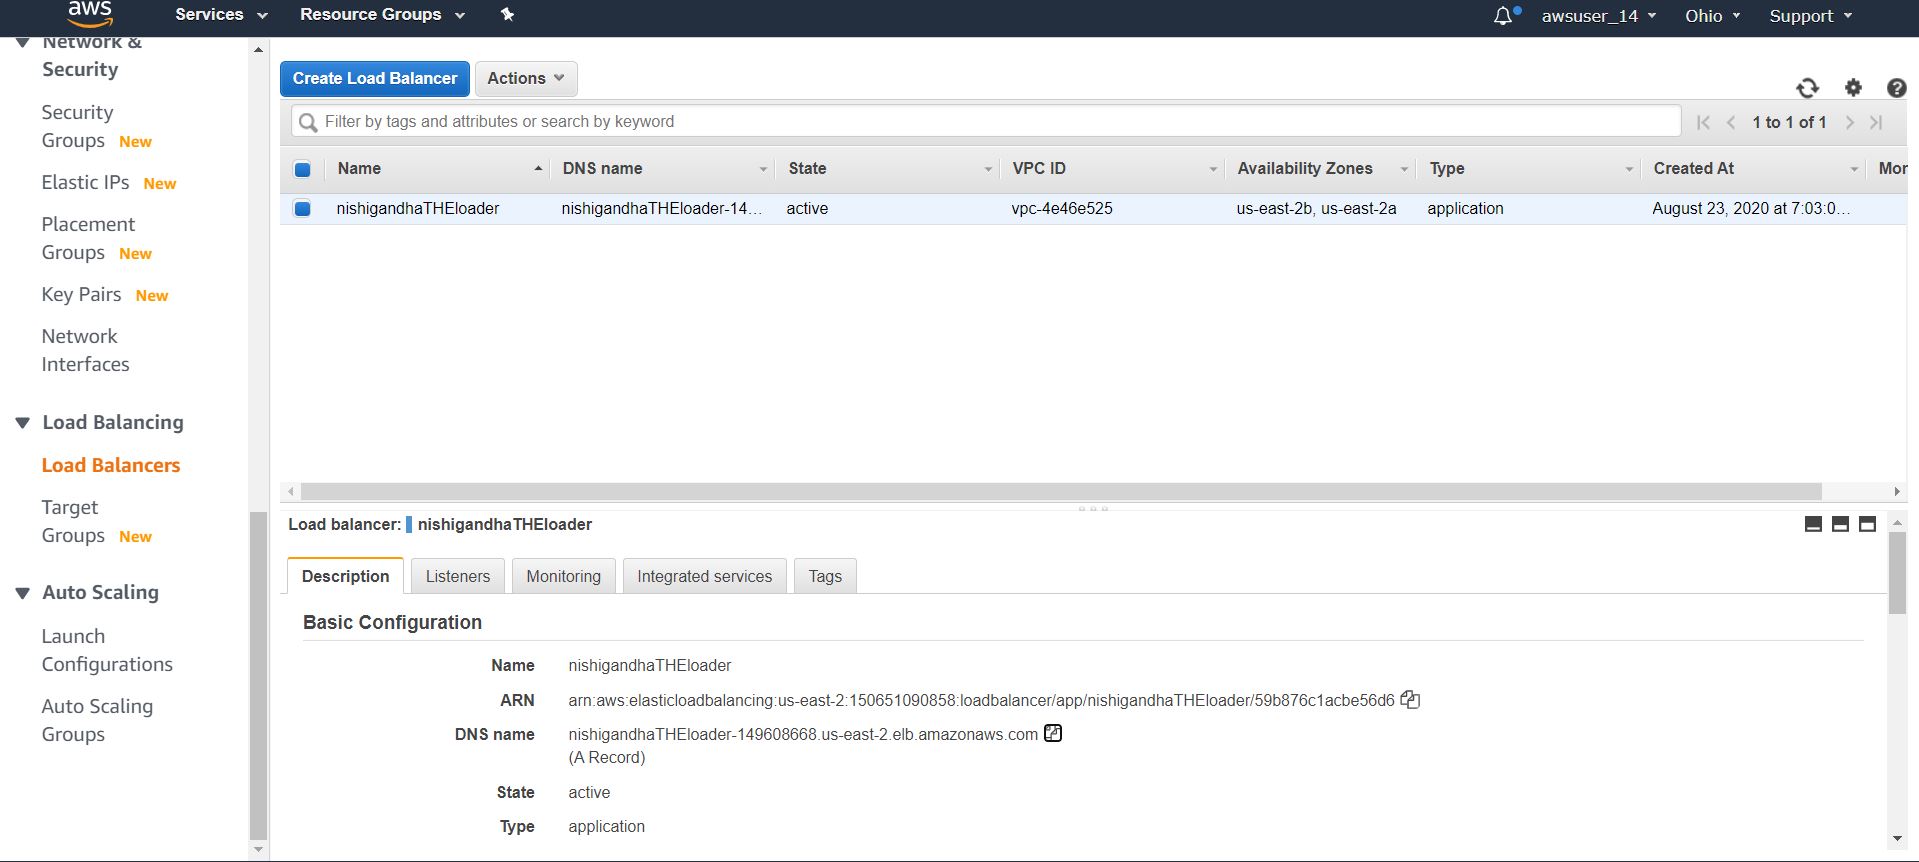 aws
Services
Resource Groups
awsuser_14
Ohio
Support
Network &
Security
Security
Groups New
Elastic IPs New
Placement
Groups New
Key Pairs New
Network
Interfaces
Load Balancing
Load Balancers
Target
Groups New
Auto Scaling
Launch
Configurations
Auto Scaling
Groups
Create Load Balancer
Actions
Filter by tags and attributes or search by keyword
1 to 1 of 1
Name DNS name State VPC ID Availability Zones Type Created At Mor
nishigandhaTHEloader nishigandhaTHEloader-14... active vpc-4e46e525 us-east-2b, us-east-2a application August 23, 2020 at 7:03:0...
Load balancer: nishigandhaTHEloader
Description Listeners Monitoring Integrated services Tags
Basic Configuration
Name nishigandhaTHEloader
ARN arn:aws:elasticloadbalancing:us-east-2:150651090858:loadbalancer/app/nishigandhaTHEloader/59b876c1acbe56d6
DNS name nishigandhaTHEloader-149608668.us-east-2.elb.amazonaws.com
(A Record)
State active
Type application